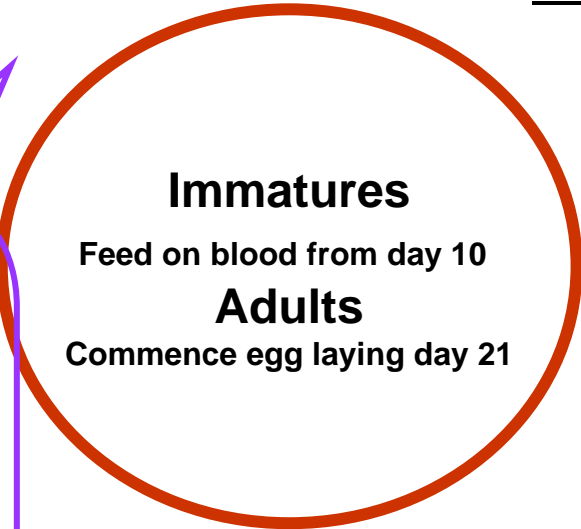 Immatures
Feed on blood from day 10
Adults
Commence egg laying day 21